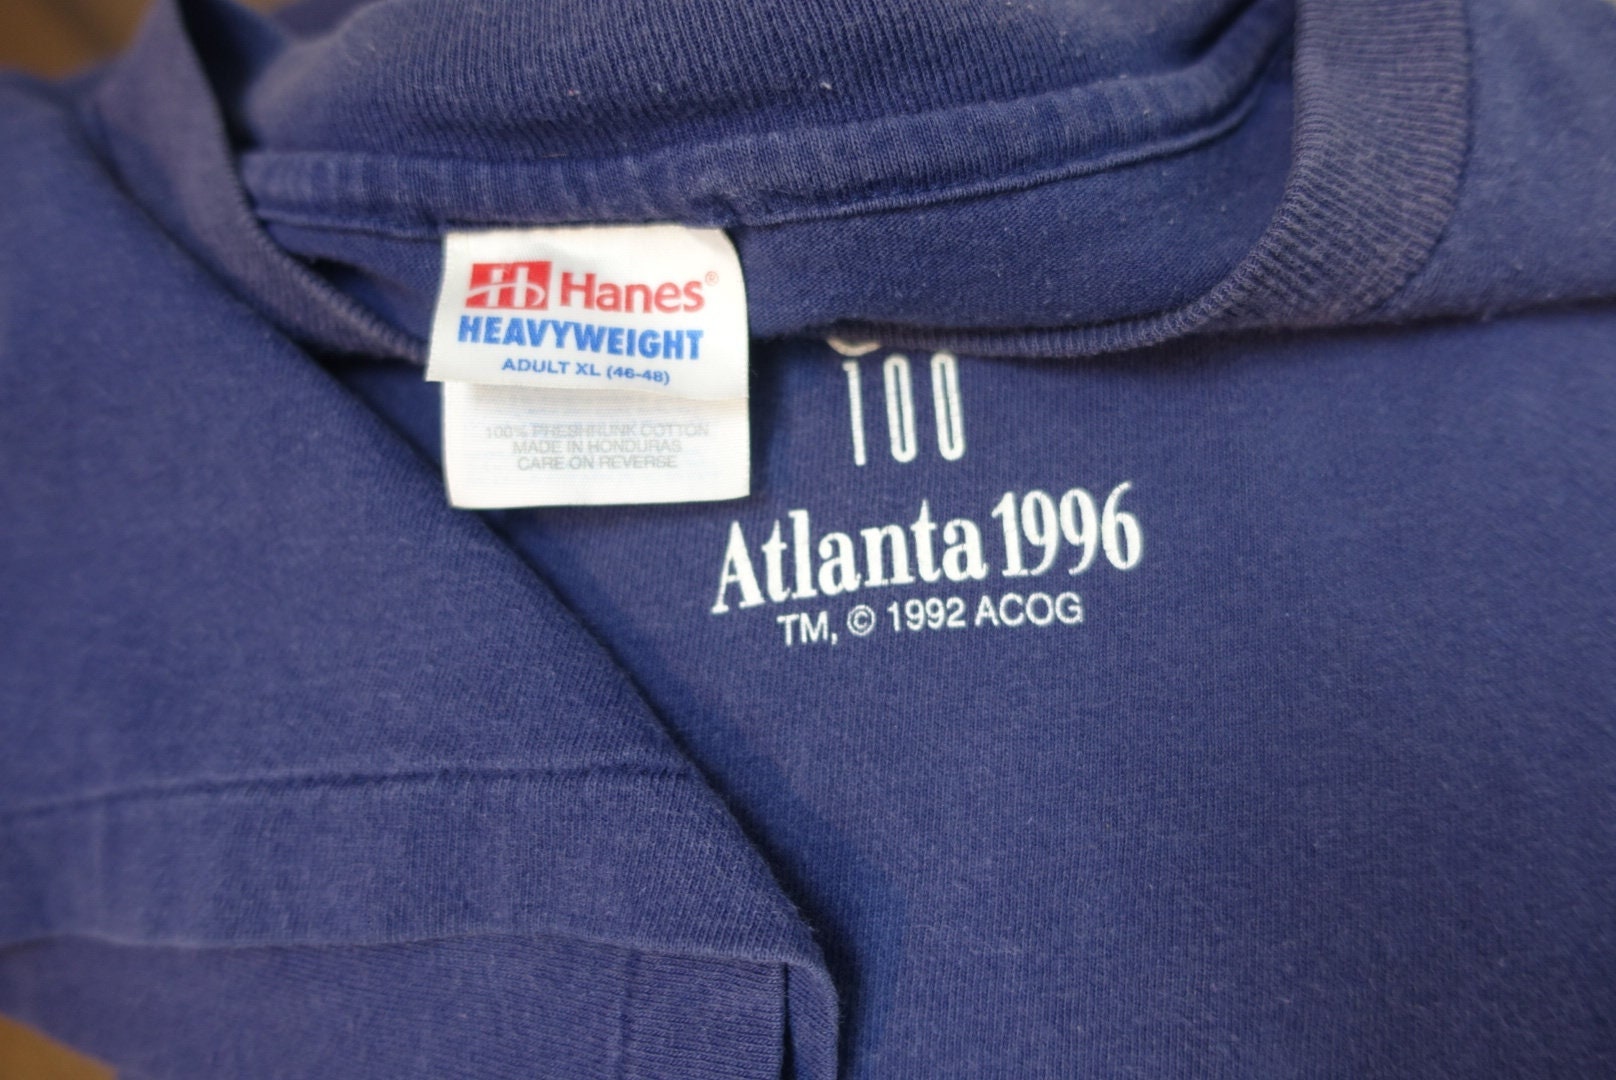 Hanes®
HEAVYWEIGHT
ADULT XL (46-48)
100% PRESHRUNK COTTON
MADE IN HONDURAS
CARE ON REVERSE
100
Atlanta 1996
TM, © 1992 ACOG